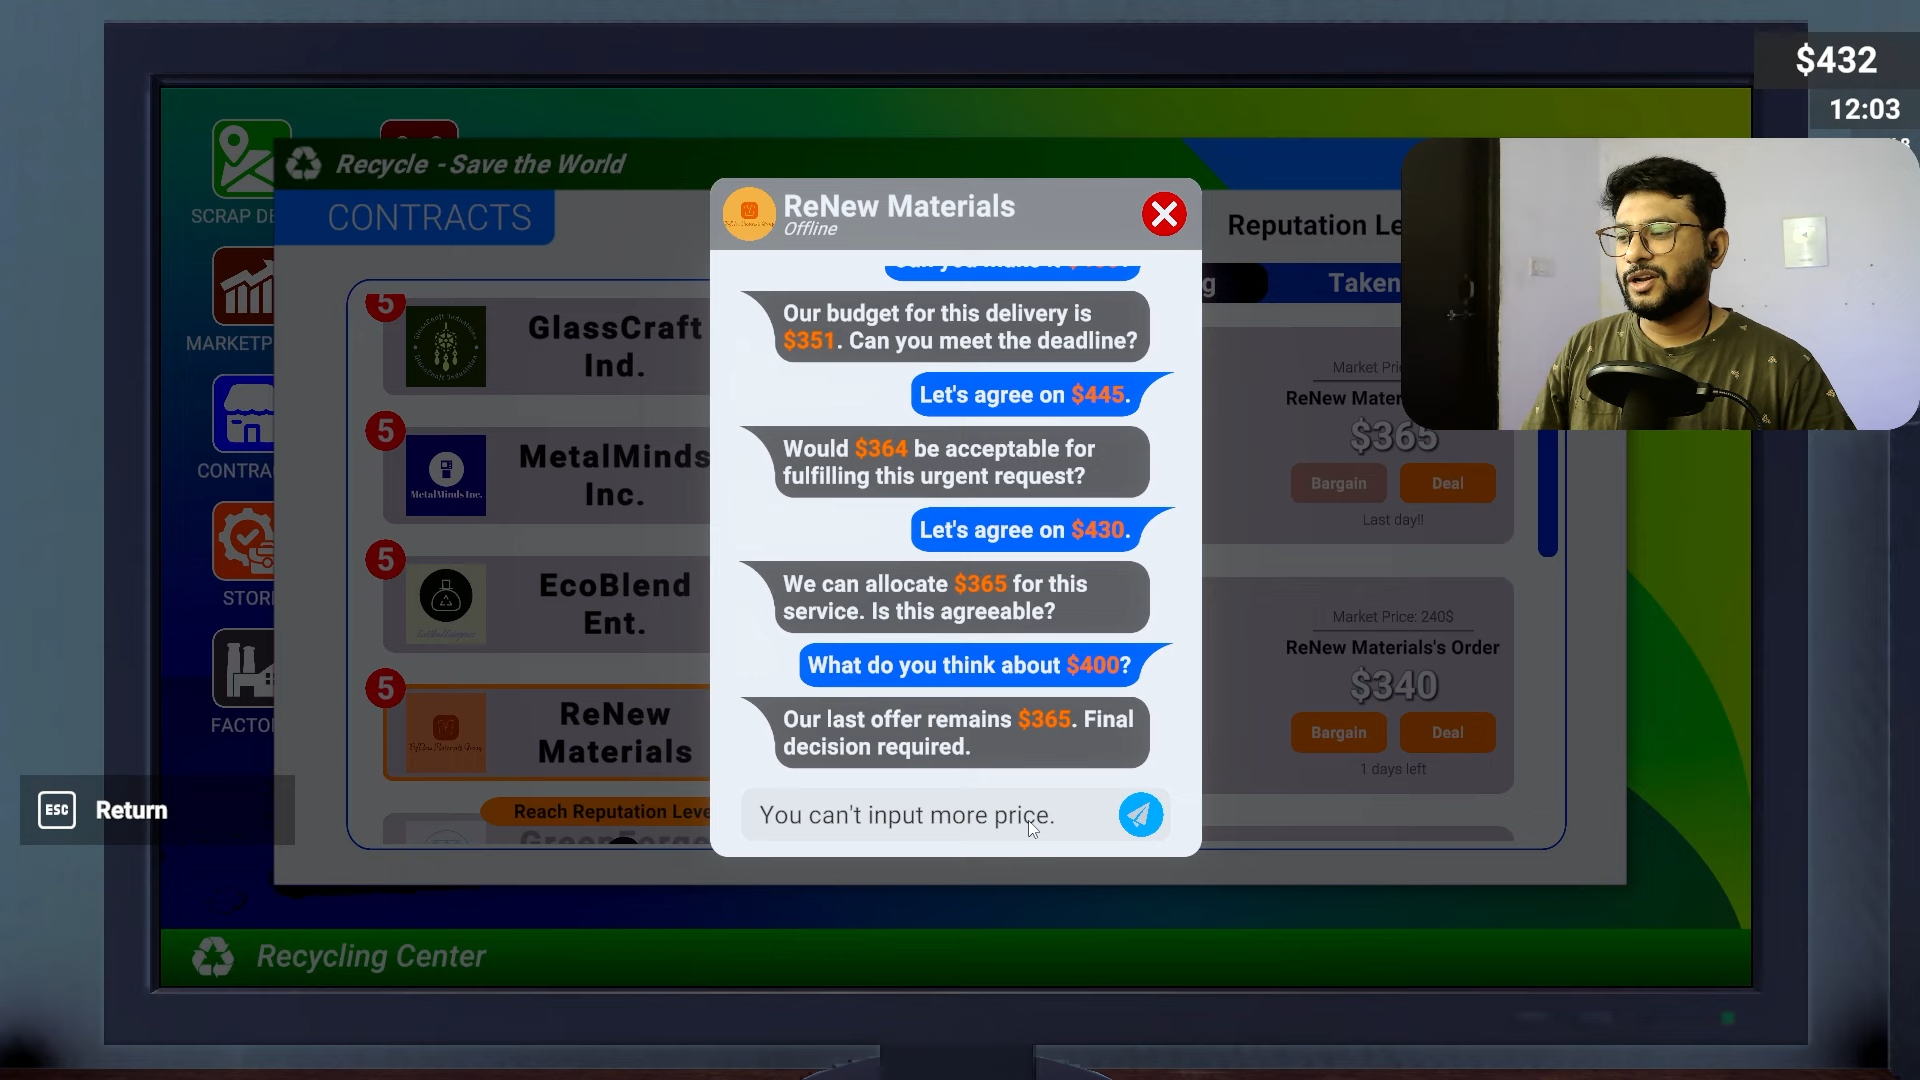 $432
12:03
SCRAP DE
Recycle - Save the World
CONTRACTS
MARKETP
CONTRA
STOR
FACTO
5
GlassCraft
Ind.
5
MetalMinds
Inc.
MetalMinds Inc.
5
EcoBlend
Ent.
5
ReNew
Materials
Reach Reputation Leve
ReNew Materials
Offline
Our budget for this delivery is
$351. Can you meet the deadline?
Let's agree on $445.
Would $364 be acceptable for
fulfilling this urgent request?
Let's agree on $430.
We can allocate $365 for this
service. Is this agreeable?
What do you think about $400?
Our last offer remains $365. Final
decision required.
You can't input more price.
Reputation Le
g
Taken
Market Pri
ReNew Mater
$365
Bargain
Deal
Last day!!
Market Price: 240$
ReNew Materials's Order
$340
Bargain
Deal
1 days left
ESC
Return
Recycling Center